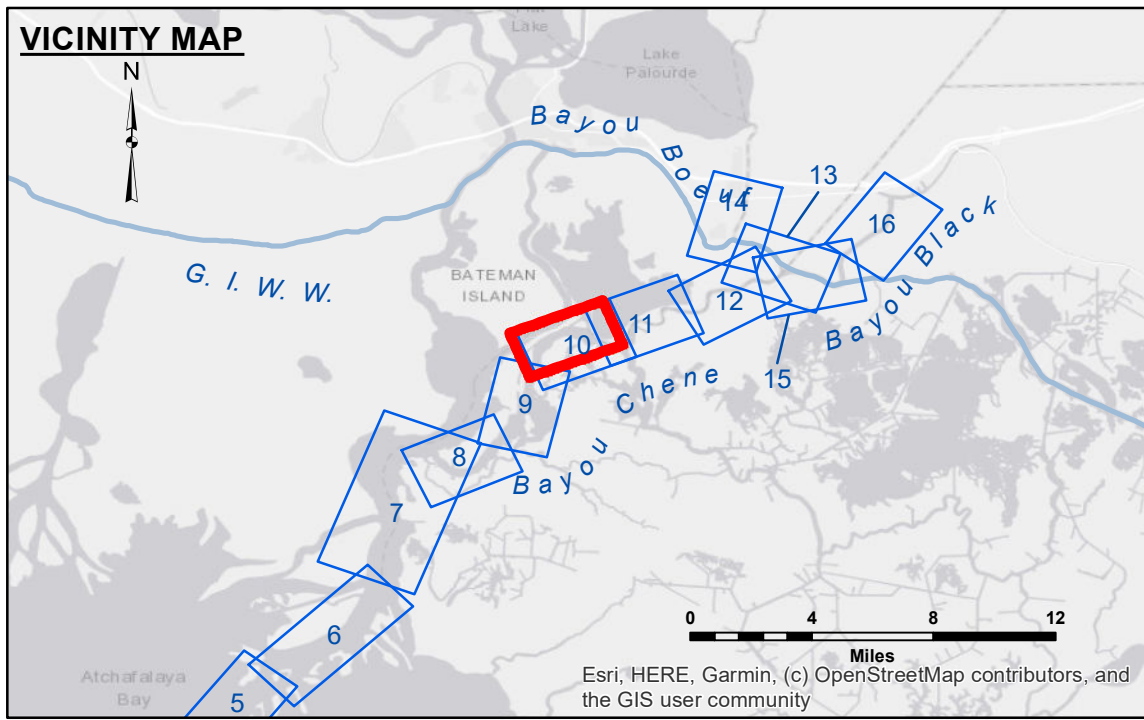 VICINITY MAP
N
Lake
Lake
Palourde
Bayou
Boeuf
13
14
16
Bayou Black
G. I. W. W.
BATEMAN
ISLAND
12
11
10
15
Chene
9
8
Bayou
7
6
5
Atchafalaya
Bay
0 4 8 12
Miles
Esri, HERE, Garmin, (c) OpenStreetMap contributors, and
the GIS user community